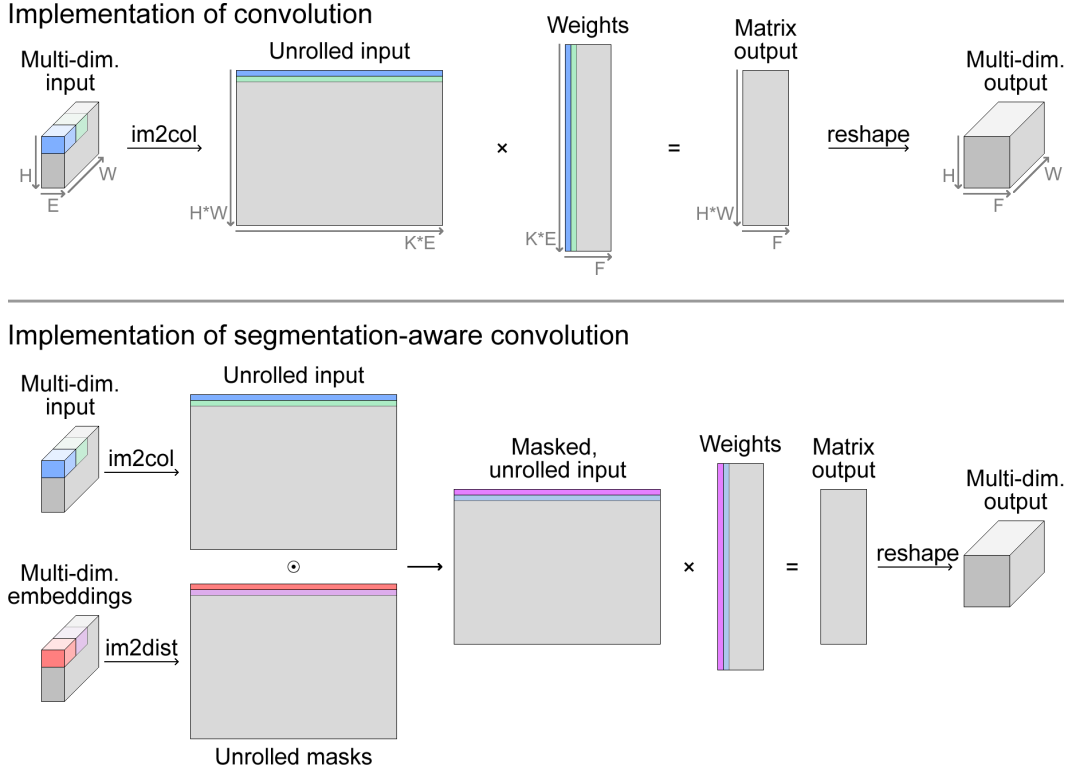 Implementation of convolution
Multi-dim.
input
H
E
W
im2col
Unrolled input
H*W
K*E
×
Weights
K*E
F
=
Matrix
output
H*W
F
reshape
Multi-dim.
output
H
F
W
Implementation of segmentation-aware convolution
Multi-dim.
input
im2col
Unrolled input
⊙
Multi-dim.
embeddings
im2dist
Unrolled masks
Masked,
unrolled input
×
Weights
=
Matrix
output
reshape
Multi-dim.
output